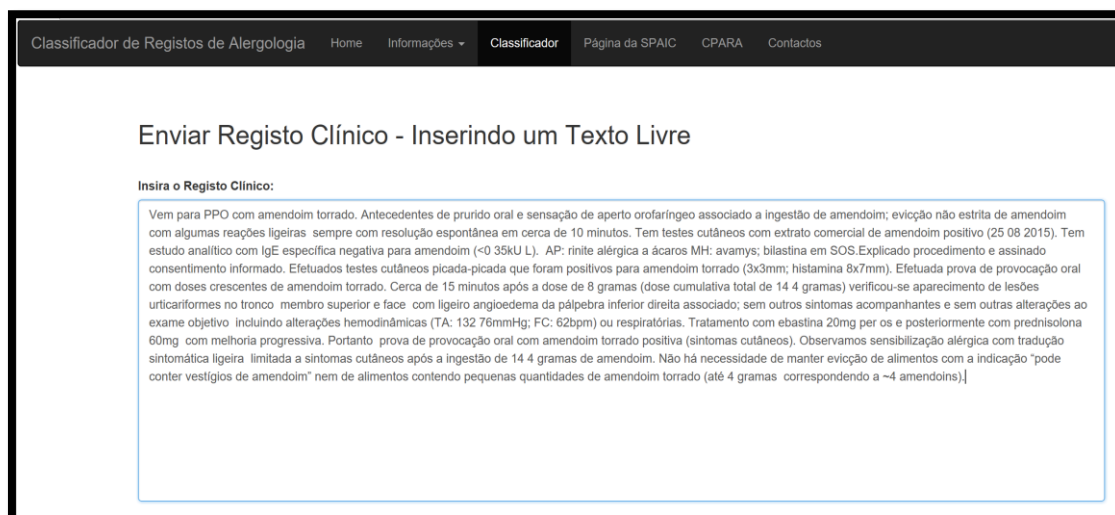 Classificador de Registos de Alergologia Home Informações Classificador Página da SPAIC CPARA Contactos
Enviar Registo Clínico - Inserindo um Texto Livre
Insira o Registo Clínico:
Vem para PPO com amendoim torrado. Antecedentes de prurido oral e sensação de aperto orofaríngeo associado a ingestão de amendoim; evicção não estrita de amendoim
com algumas reações ligeiras  sempre com resolução espontânea em cerca de 10 minutos. Tem testes cutâneos com extrato comercial de amendoim positivo (25 08 2015). Tem
estudo analítico com IgE específica negativa para amendoim (<0 35kU L).  AP: rinite alérgica a ácaros MH: avamys; bilastina em SOS.Explicado procedimento e assinado
consentimento informado. Efetuados testes cutâneos picada-picada que foram positivos para amendoim torrado (3x3mm; histamina 8x7mm). Efetuada prova de provocação oral
com doses crescentes de amendoim torrado. Cerca de 15 minutos após a dose de 8 gramas (dose cumulativa total de 14 4 gramas) verificou-se aparecimento de lesões
urticariformes no tronco  membro superior e face  com ligeiro angioedema da pálpebra inferior direita associado; sem outros sintomas acompanhantes e sem outras alterações ao
exame objetivo  incluindo alterações hemodinâmicas (TA: 132 76mmHg; FC: 62bpm) ou respiratórias. Tratamento com ebastina 20mg per os e posteriormente com prednisolona
60mg  com melhoria progressiva. Portanto  prova de provocação oral com amendoim torrado positiva (sintomas cutâneos). Observamos sensibilização alérgica com tradução
sintomática ligeira  limitada a sintomas cutâneos após a ingestão de 14 4 gramas de amendoim. Não há necessidade de manter evicção de alimentos com a indicação “pode
conter vestígios de amendoim” nem de alimentos contendo pequenas quantidades de amendoim torrado (até 4 gramas  correspondendo a ~4 amendoins).